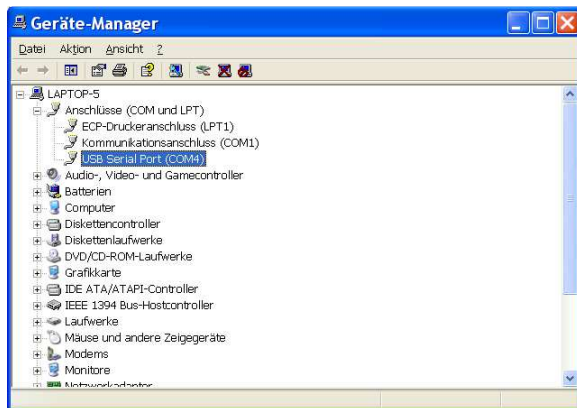 Geräte-Manager
Datei Aktion Ansicht ?
LAPTOP-5
Anschlüsse (COM und LPT)
ECP-Druckeranschluss (LPT1)
Kommunikationsanschluss (COM1)
USB Serial Port (COM4)
Audio-, Video- und Gamecontroller
Batterien
Computer
Diskettencontroller
Diskettenlaufwerke
DVD/CD-ROM-Laufwerke
Grafikkarte
IDE ATA/ATAPI-Controller
IEEE 1394 Bus-Hostcontroller
Laufwerke
Mäuse und andere Zeigegeräte
Modems
Monitore
Netzwerkadapter